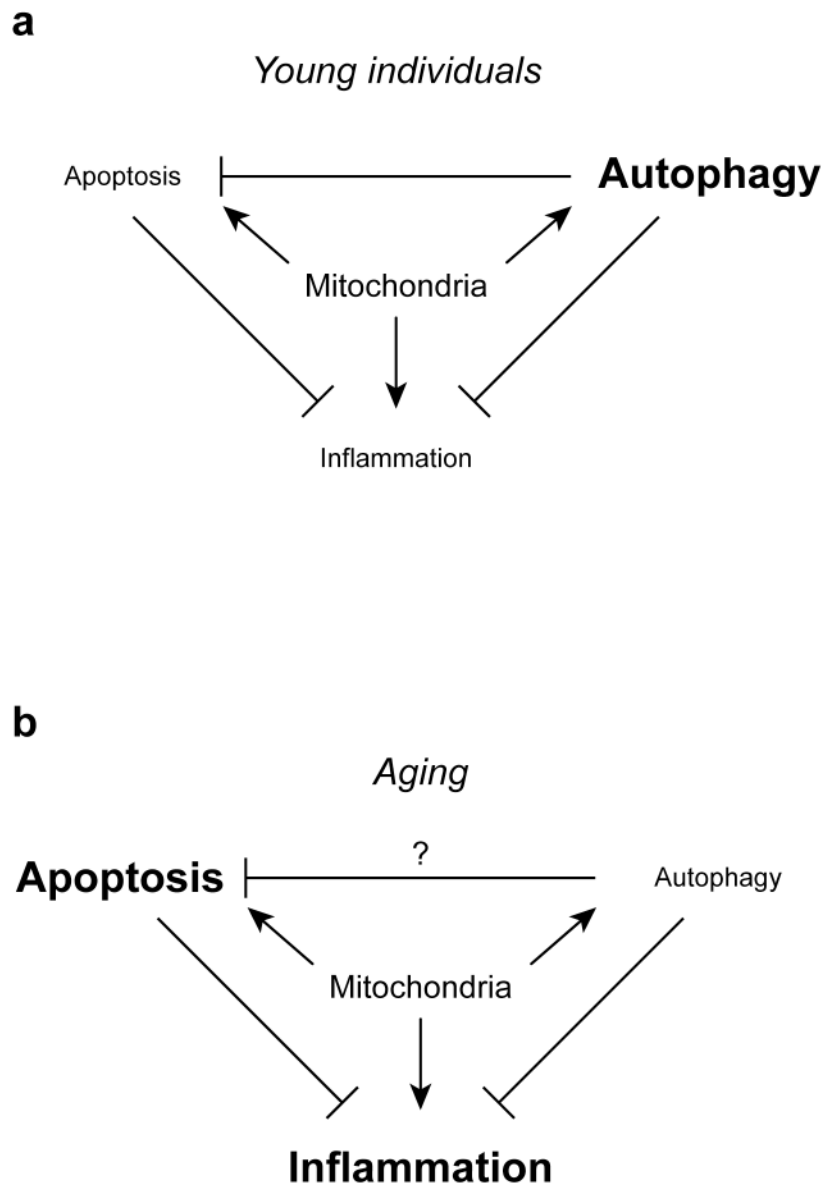 a
Young individuals
Apoptosis
Autophagy
Mitochondria
Inflammation
b
Aging
?
Apoptosis
Autophagy
Mitochondria
Inflammation